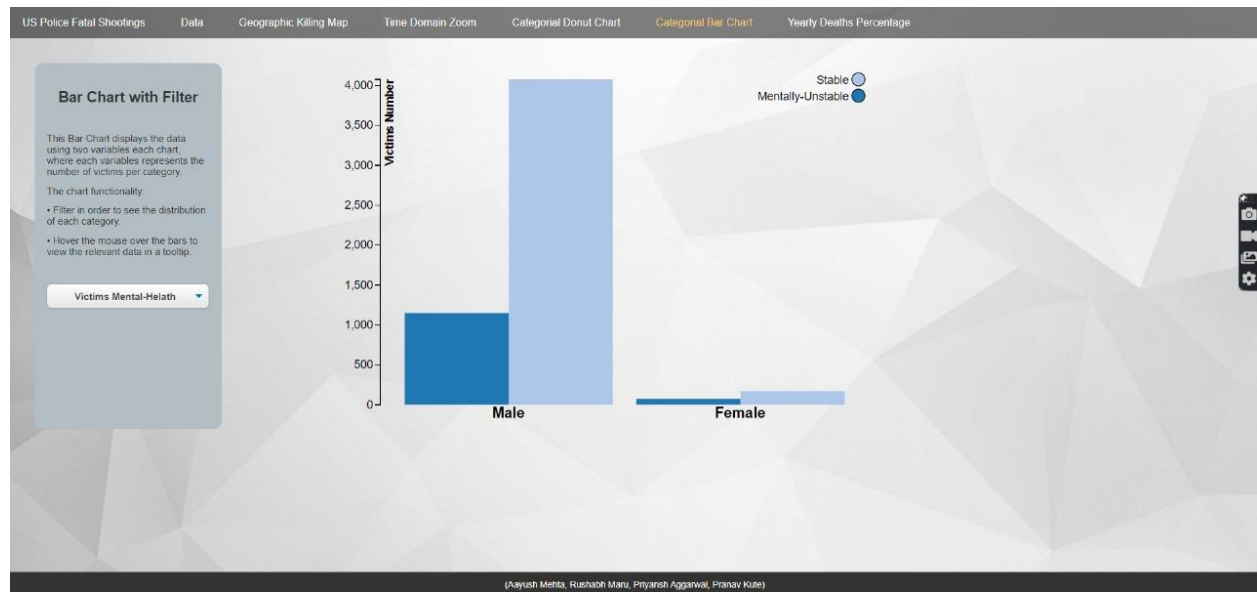 US Police Fatal Shootings Data Geographic Killing Map Time Domain Zoom Categorial Donut Chart Categorial Bar Chart Yearly Deaths Percentage
Bar Chart with Filter
This Bar Chart displays the data
using two variables each chart,
where each variables represents the
number of victims per category.
The chart functionality:
• Filter in order to see the distribution
of each category.
• Hover the mouse over the bars to
view the relevant data in a tooltip.
Victims Mental-Helath
Victims Number
4,000
3,500
3,000
2,500
2,000
1,500
1,000
500
0
Male
Female
Stable
Mentally-Unstable
(Aayush Mehta, Rushabh Maru, Priyansh Aggarwal, Pranav Kute)